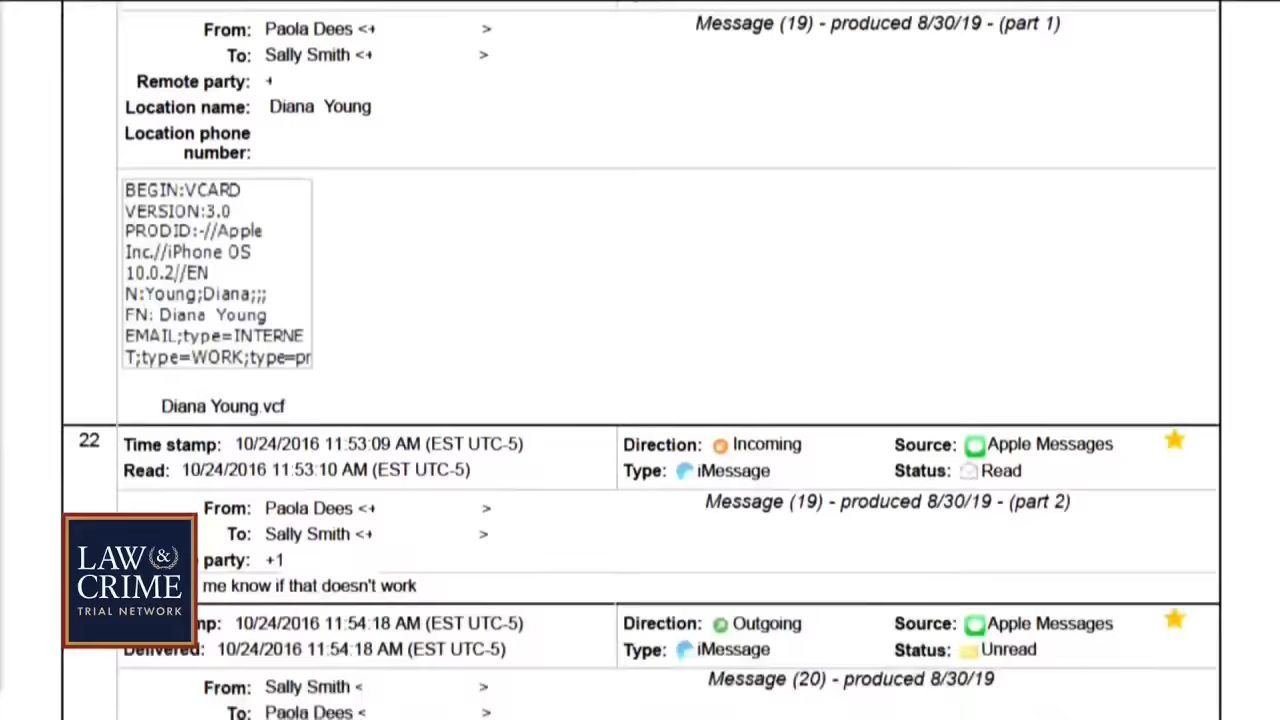 From: Paola Dees <+ >
Message (19) - produced 8/30/19 - (part 1)
To: Sally Smith <+ >
Remote party: +
Location name: Diana Young
Location phone
number:
BEGIN:VCARD
VERSION:3.0
PRODID:-//Apple
Inc.//iPhone OS
10.0.2//EN
N:Young;Diana;;;
FN: Diana Young
EMAIL;type=INTERNE
T;type=WORK;type=pr
Diana Young.vcf
22
Time stamp: 10/24/2016 11:53:09 AM (EST UTC-5)
Direction: Incoming
Source: Apple Messages
Read: 10/24/2016 11:53:10 AM (EST UTC-5)
Type: iMessage
Status: Read
From: Paola Dees <+ >
Message (19) - produced 8/30/19 - (part 2)
To: Sally Smith <+ >
party: +1
me know if that doesn't work
mp: 10/24/2016 11:54:18 AM (EST UTC-5)
Direction: Outgoing
Source: Apple Messages
Delivered: 10/24/2016 11:54:18 AM (EST UTC-5)
Type: iMessage
Status: Unread
From: Sally Smith < >
Message (20) - produced 8/30/19
To: Paola Dees < >
LAW &
CRIME
TRIAL NETWORK